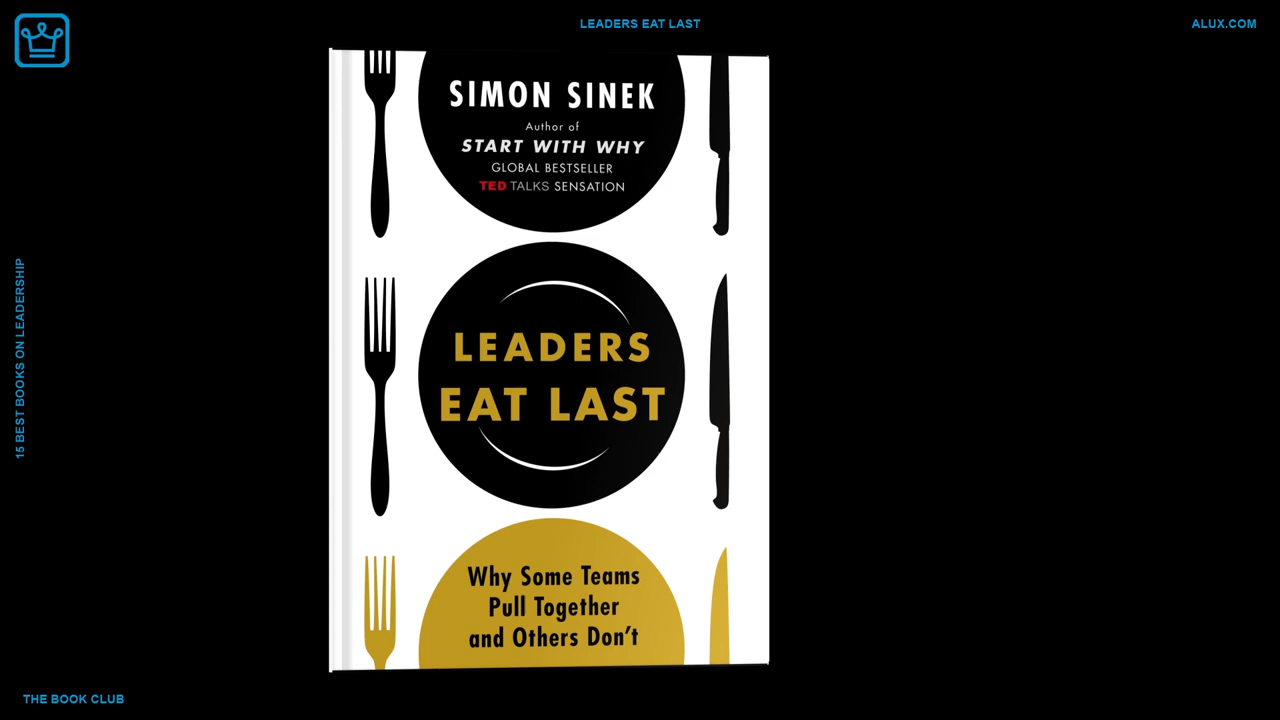 LEADERS EAT LAST
ALUX.COM
SIMON SINEK
Author of
START WITH WHY
GLOBAL BESTSELLER
TED TALKS SENSATION
LEADERS
EAT LAST
Why Some Teams
Pull Together
and Others Don't
15 BEST BOOKS ON LEADERSHIP
THE BOOK CLUB